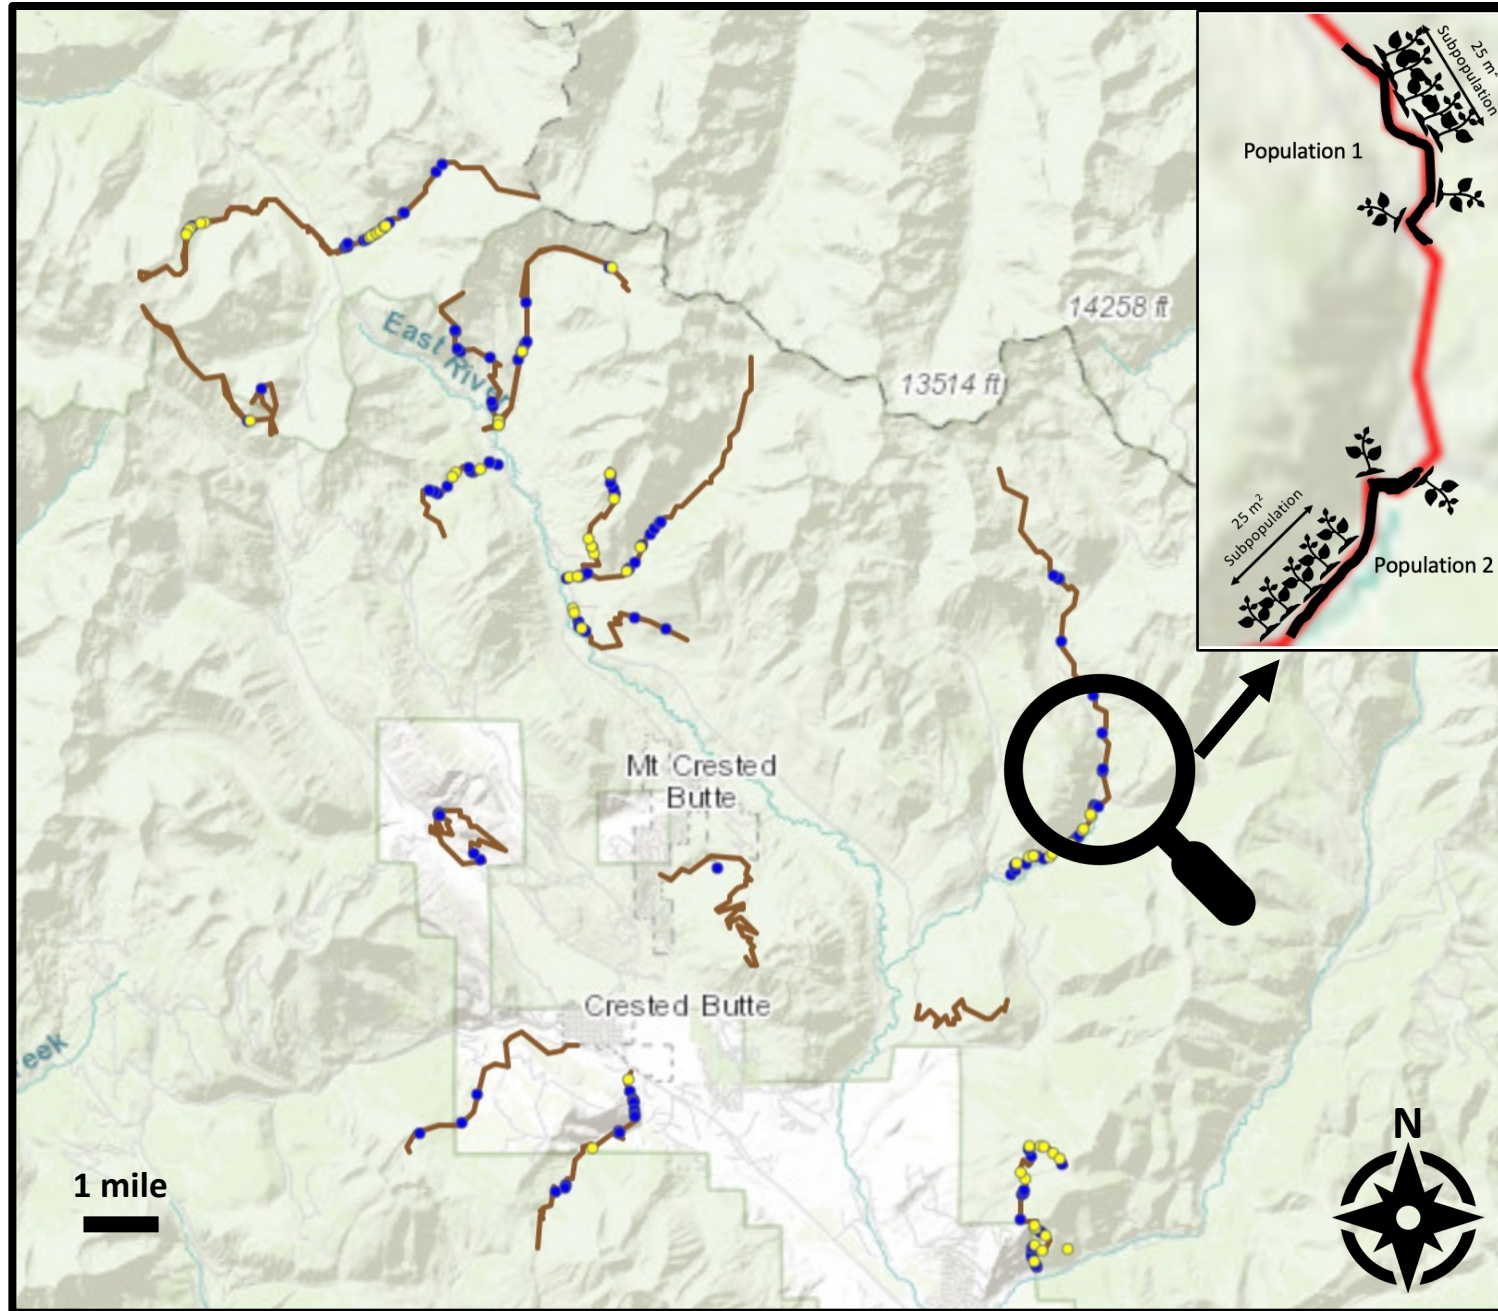 25 m²
Subpopulation
Population 1
East River
14258 ft
13514 ft
25 m²
Subpopulation
Population 2
Mt Crested
Butte
Crested Butte
eek
N
1 mile